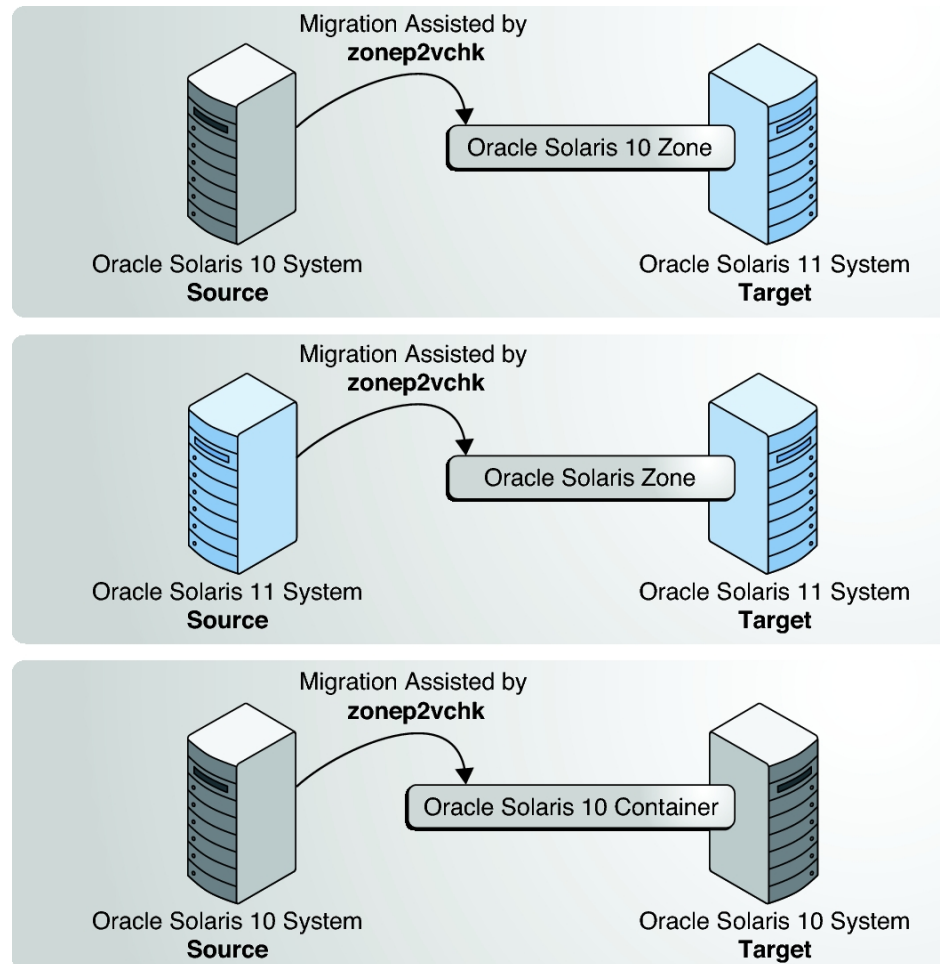 Migration Assisted by
zonep2vchk
Oracle Solaris 10 Zone
Oracle Solaris 10 System
Source
Oracle Solaris 11 System
Target
Migration Assisted by
zonep2vchk
Oracle Solaris Zone
Oracle Solaris 11 System
Source
Oracle Solaris 11 System
Target
Migration Assisted by
zonep2vchk
Oracle Solaris 10 Container
Oracle Solaris 10 System
Source
Oracle Solaris 10 System
Target